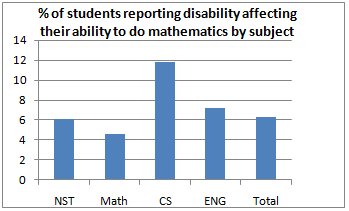 % of students reporting disability affecting
their ability to do mathematics by subject
14
12
10
8
6
4
2
0
NST Math CS ENG Total